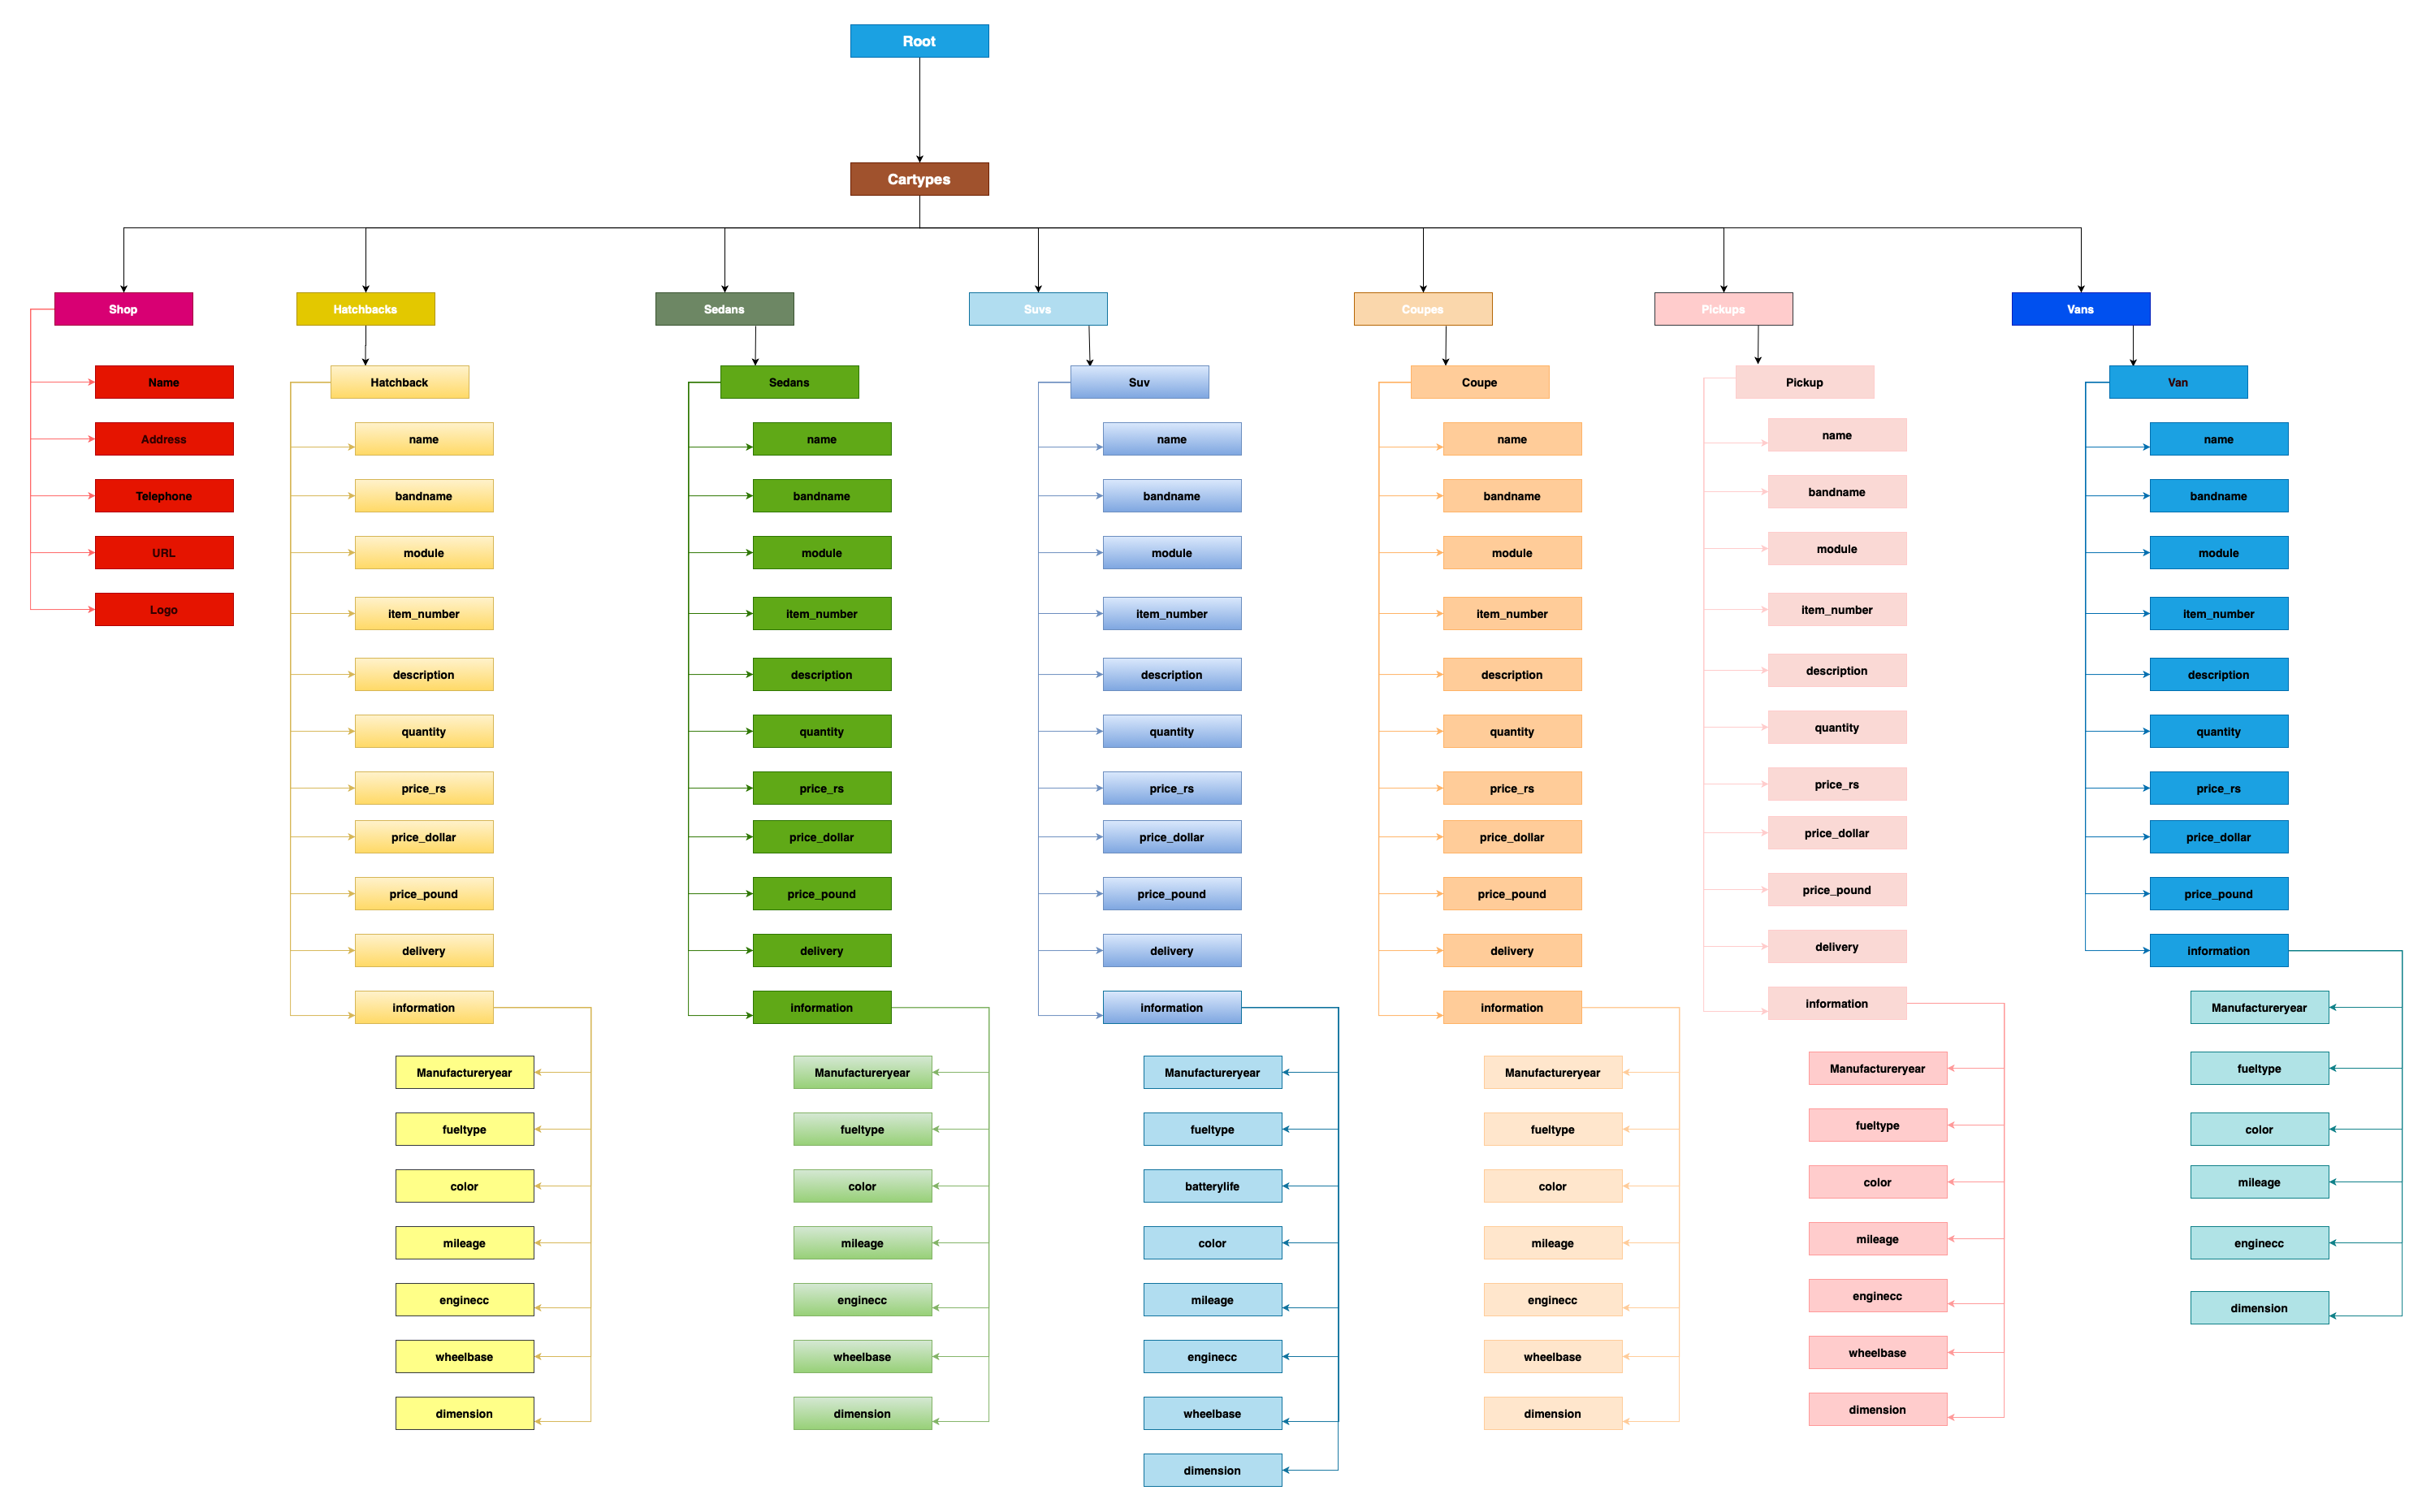 Root
Cartypes
Shop
Name
Address
Telephone
URL
Logo
Hatchbacks
Hatchback
name
bandname
module
item_number
description
quantity
price_rs
price_dollar
price_pound
delivery
information
Manufactureryear
fueltype
color
mileage
enginecc
wheelbase
dimension
Sedans
Sedans
name
bandname
module
item_number
description
quantity
price_rs
price_dollar
price_pound
delivery
information
Manufactureryear
fueltype
color
mileage
enginecc
wheelbase
dimension
Suvs
Suv
name
bandname
module
item_number
description
quantity
price_rs
price_dollar
price_pound
delivery
information
Manufactureryear
fueltype
batterylife
color
mileage
enginecc
wheelbase
dimension
Coupes
Coupe
name
bandname
module
item_number
description
quantity
price_rs
price_dollar
price_pound
delivery
information
Manufactureryear
fueltype
color
mileage
enginecc
wheelbase
dimension
Pickups
Pickup
name
bandname
module
item_number
description
quantity
price_rs
price_dollar
price_pound
delivery
information
Manufactureryear
fueltype
color
mileage
enginecc
wheelbase
dimension
Vans
Van
name
bandname
module
item_number
description
quantity
price_rs
price_dollar
price_pound
information
Manufactureryear
fueltype
color
mileage
enginecc
dimension